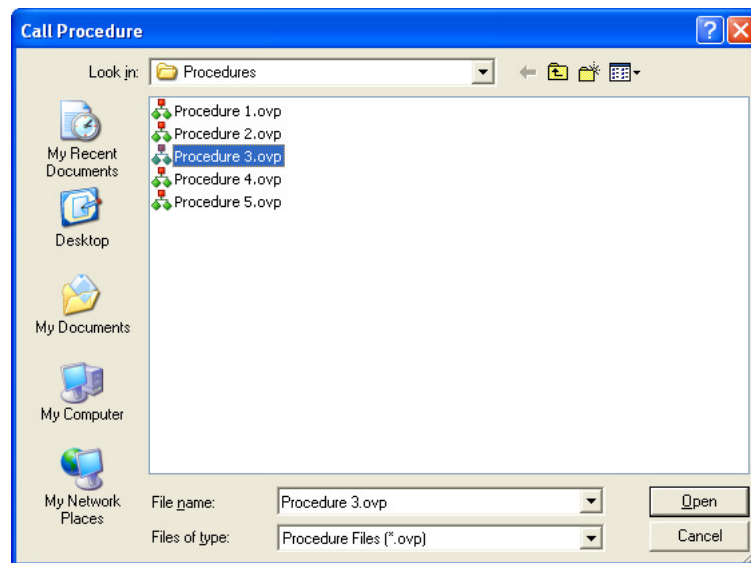 Call Procedure
Look in: Procedures
My Recent
Documents
Desktop
My Documents
My Computer
My Network
Places
Procedure 1.ovp
Procedure 2.ovp
Procedure 3.ovp
Procedure 4.ovp
Procedure 5.ovp
File name: Procedure 3.ovp Open
Files of type: Procedure Files (*.ovp) Cancel